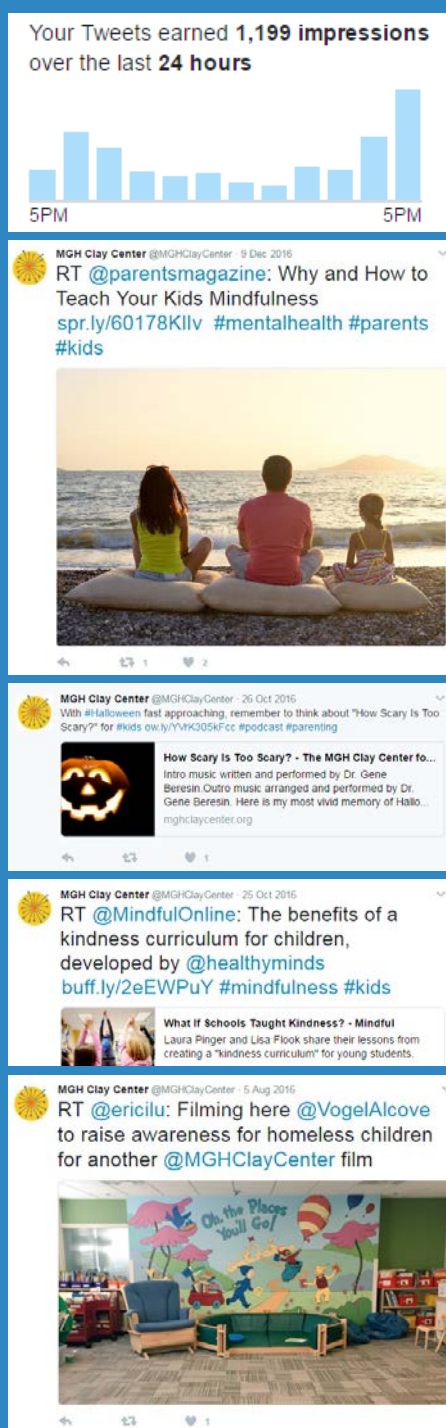 Your Tweets earned 1,199 impressions
over the last 24 hours
5PM 5PM
MGH Clay Center @MGHClayCenter · 9 Dec 2016
RT @parentsmagazine: Why and How to
Teach Your Kids Mindfulness
spr.ly/60178KIlv #mentalhealth #parents
#kids
1 2
MGH Clay Center @MGHClayCenter · 26 Oct 2016
With #Halloween fast approaching, remember to think about "How Scary Is Too
Scary?" for #kids ow.ly/YVrK305kFcc #podcast #parenting
How Scary Is Too Scary? - The MGH Clay Center fo...
Intro music written and performed by Dr. Gene
Beresin.Outro music arranged and performed by Dr.
Gene Beresin. Here is my most vivid memory of Hallo...
mghclaycenter.org
1
MGH Clay Center @MGHClayCenter · 25 Oct 2016
RT @MindfulOnline: The benefits of a
kindness curriculum for children,
developed by @healthyminds
buff.ly/2eEWPuY #mindfulness #kids
What If Schools Taught Kindness? - Mindful
Laura Pinger and Lisa Flook share their lessons from
creating a "kindness curriculum" for young students.
MGH Clay Center @MGHClayCenter · 5 Aug 2016
RT @ericilu: Filming here @VogelAlcove
to raise awareness for homeless children
for another @MGHClayCenter film
Oh, the Places
You'll Go!
1